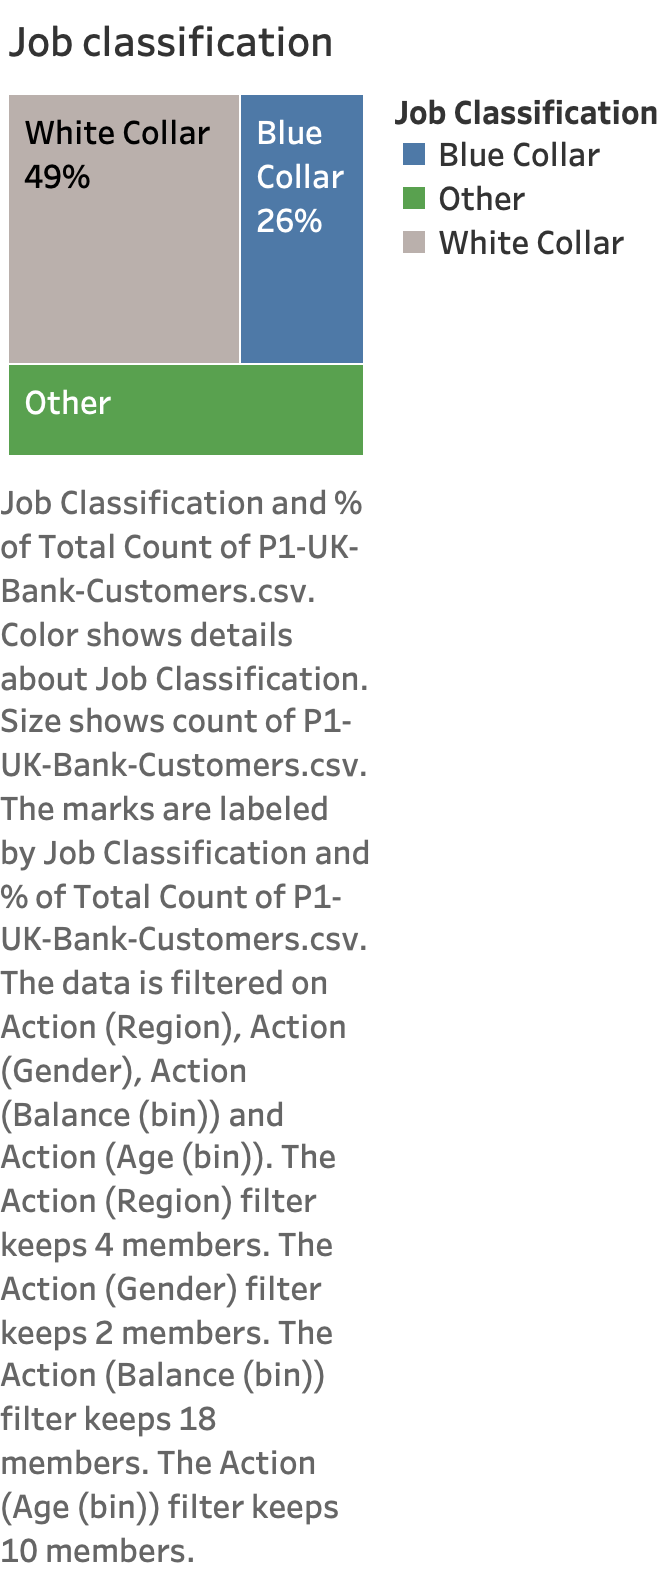 Job classification
White Collar
49%
Blue
Collar
26%
Other
Job Classification
Blue Collar
Other
White Collar
Job Classification and %
of Total Count of P1-UK-
Bank-Customers.csv.
Color shows details
about Job Classification.
Size shows count of P1-
UK-Bank-Customers.csv.
The marks are labeled
by Job Classification and
% of Total Count of P1-
UK-Bank-Customers.csv.
The data is filtered on
Action (Region), Action
(Gender), Action
(Balance (bin)) and
Action (Age (bin)). The
Action (Region) filter
keeps 4 members. The
Action (Gender) filter
keeps 2 members. The
Action (Balance (bin))
filter keeps 18
members. The Action
(Age (bin)) filter keeps
10 members.